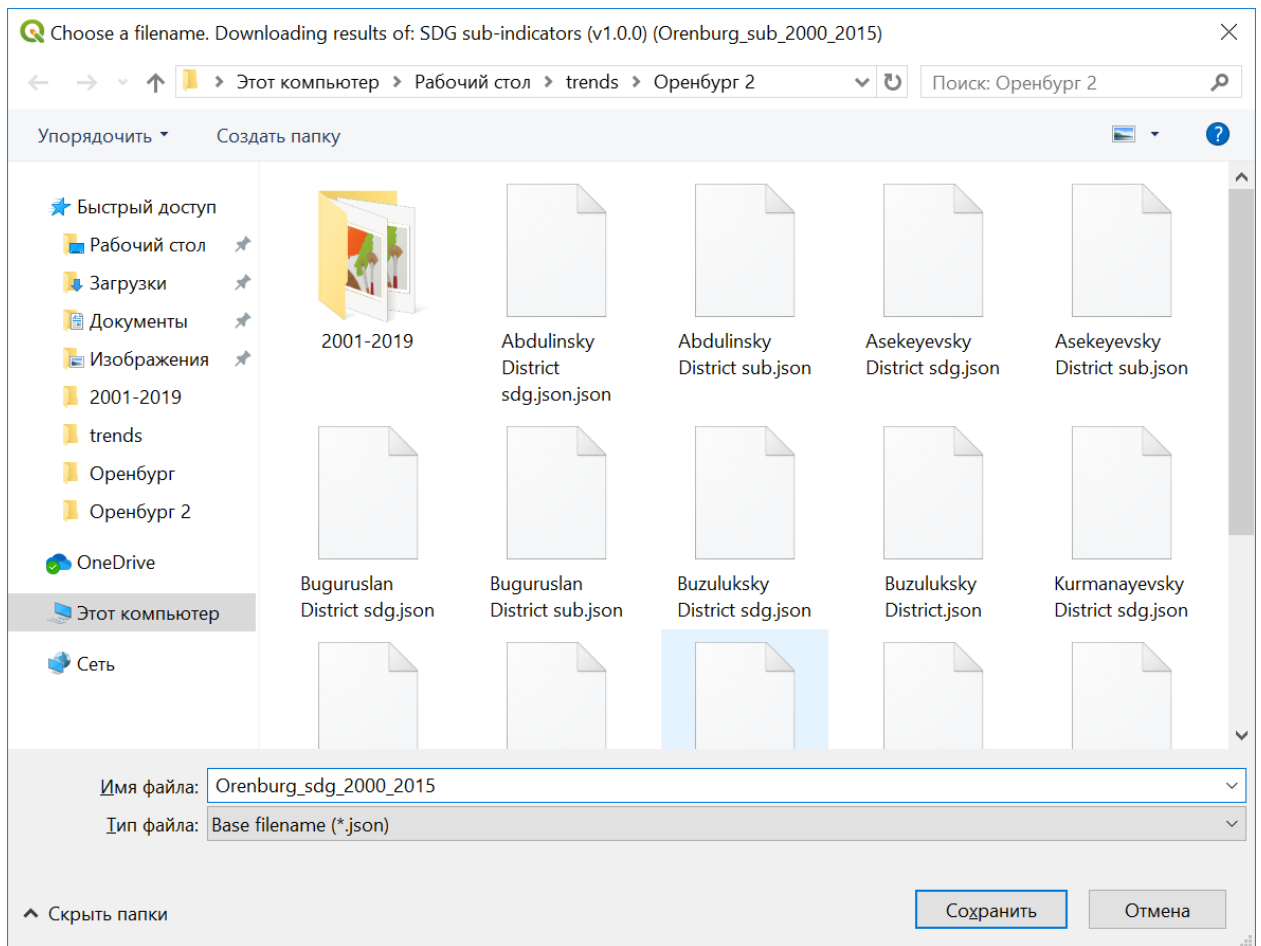 Choose a filename. Downloading results of: SDG sub-indicators (v1.0.0) (Orenburg_sub_2000_2015)
Этот компьютер > Рабочий стол > trends > Оренбург 2
Поиск: Оренбург 2
Упорядочить
Создать папку
Быстрый доступ
Рабочий стол
Загрузки
Документы
Изображения
2001-2019
trends
Оренбург
Оренбург 2
OneDrive
Этот компьютер
Сеть
2001-2019
Abdulinsky
District
sdg.json.json
Abdulinsky
District sub.json
Asekeyevsky
District sdg.json
Asekeyevsky
District sub.json
Buguruslan
District sdg.json
Buguruslan
District sub.json
Buzuluksky
District sdg.json
Buzuluksky
District.json
Kurmanayevsky
District sdg.json
Имя файла: Orenburg_sdg_2000_2015
Тип файла: Base filename (*.json)
Скрыть папки
Сохранить
Отмена